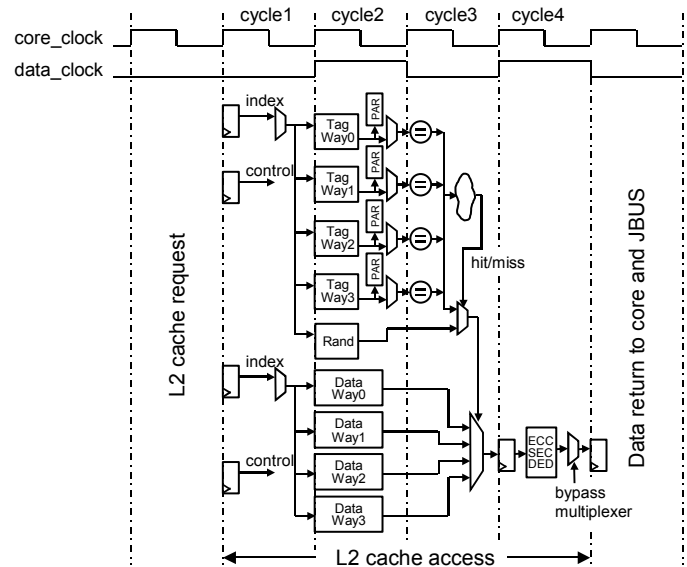 cycle1 cycle2 cycle3 cycle4
core_clock
data_clock
index
control
Tag Way0
PAR
Tag Way1
PAR
Tag Way2
PAR
Tag Way3
PAR
Rand
hit/miss
L2 cache request
Data return to core and JBUS
index
control
Data Way0
Data Way1
Data Way2
Data Way3
ECC SEC DED
bypass
multiplexer
L2 cache access